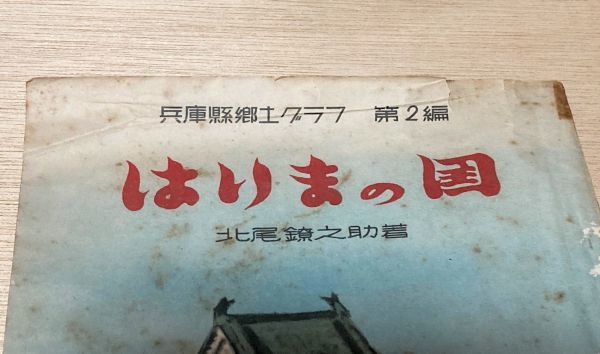 兵庫縣郷土グラフ 第2編
はりまの国
北尾鐐之助著